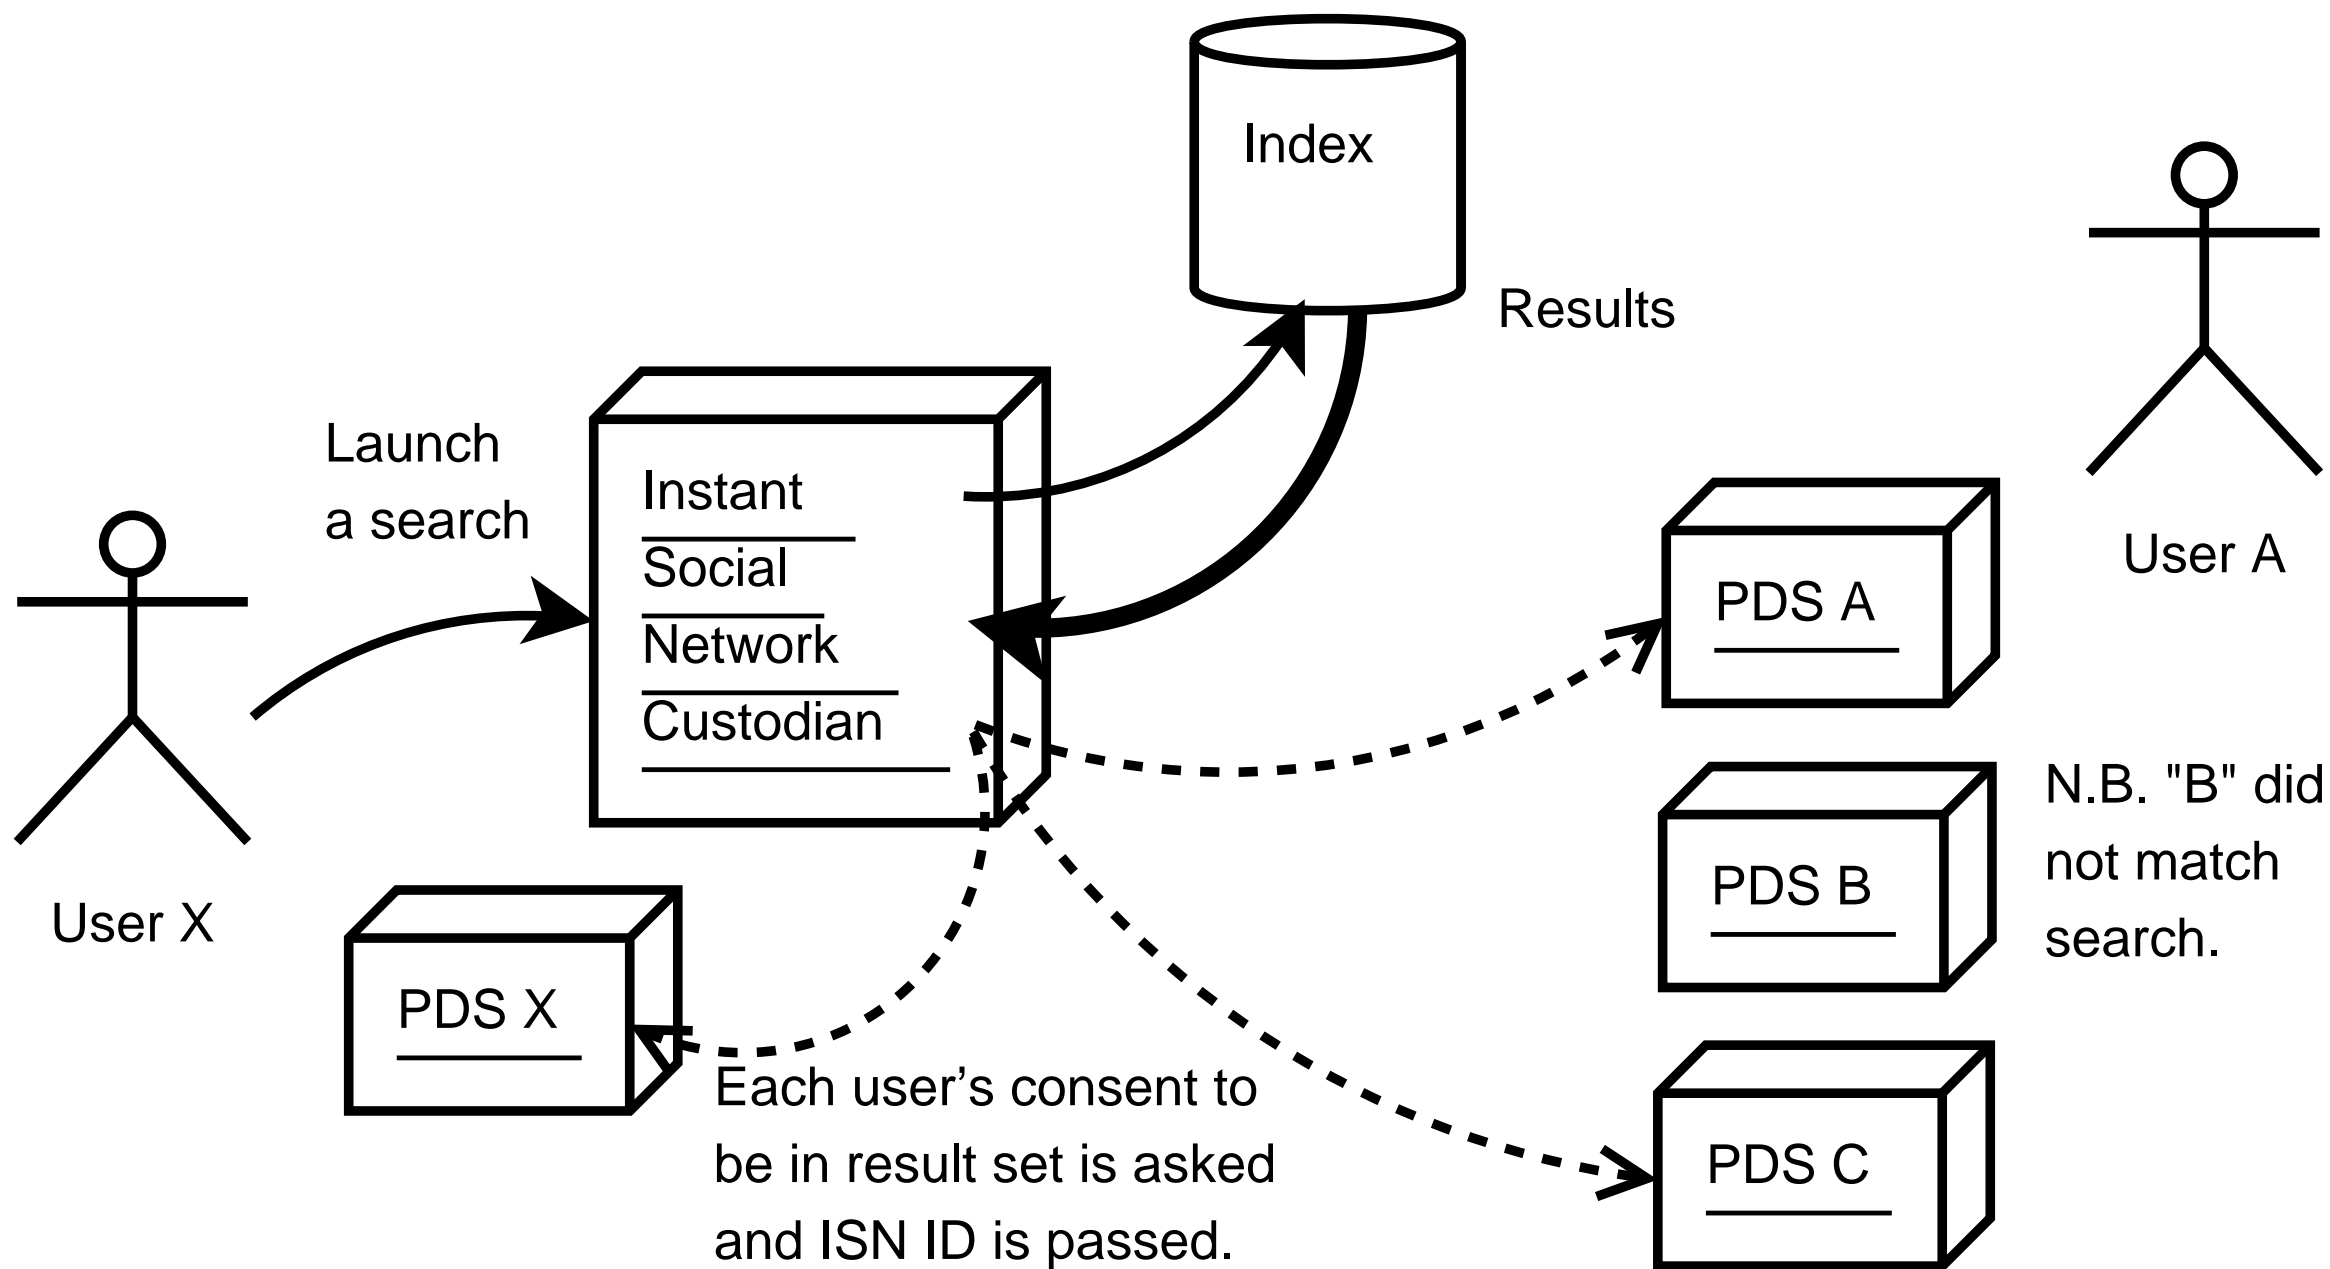 Index
Results
Launch
a search
Instant
Social
Network
Custodian
User A
PDS A
N.B. "B" did
not match
search.
PDS B
User X
PDS X
Each user’s consent to
be in result set is asked
and ISN ID is passed.
PDS C